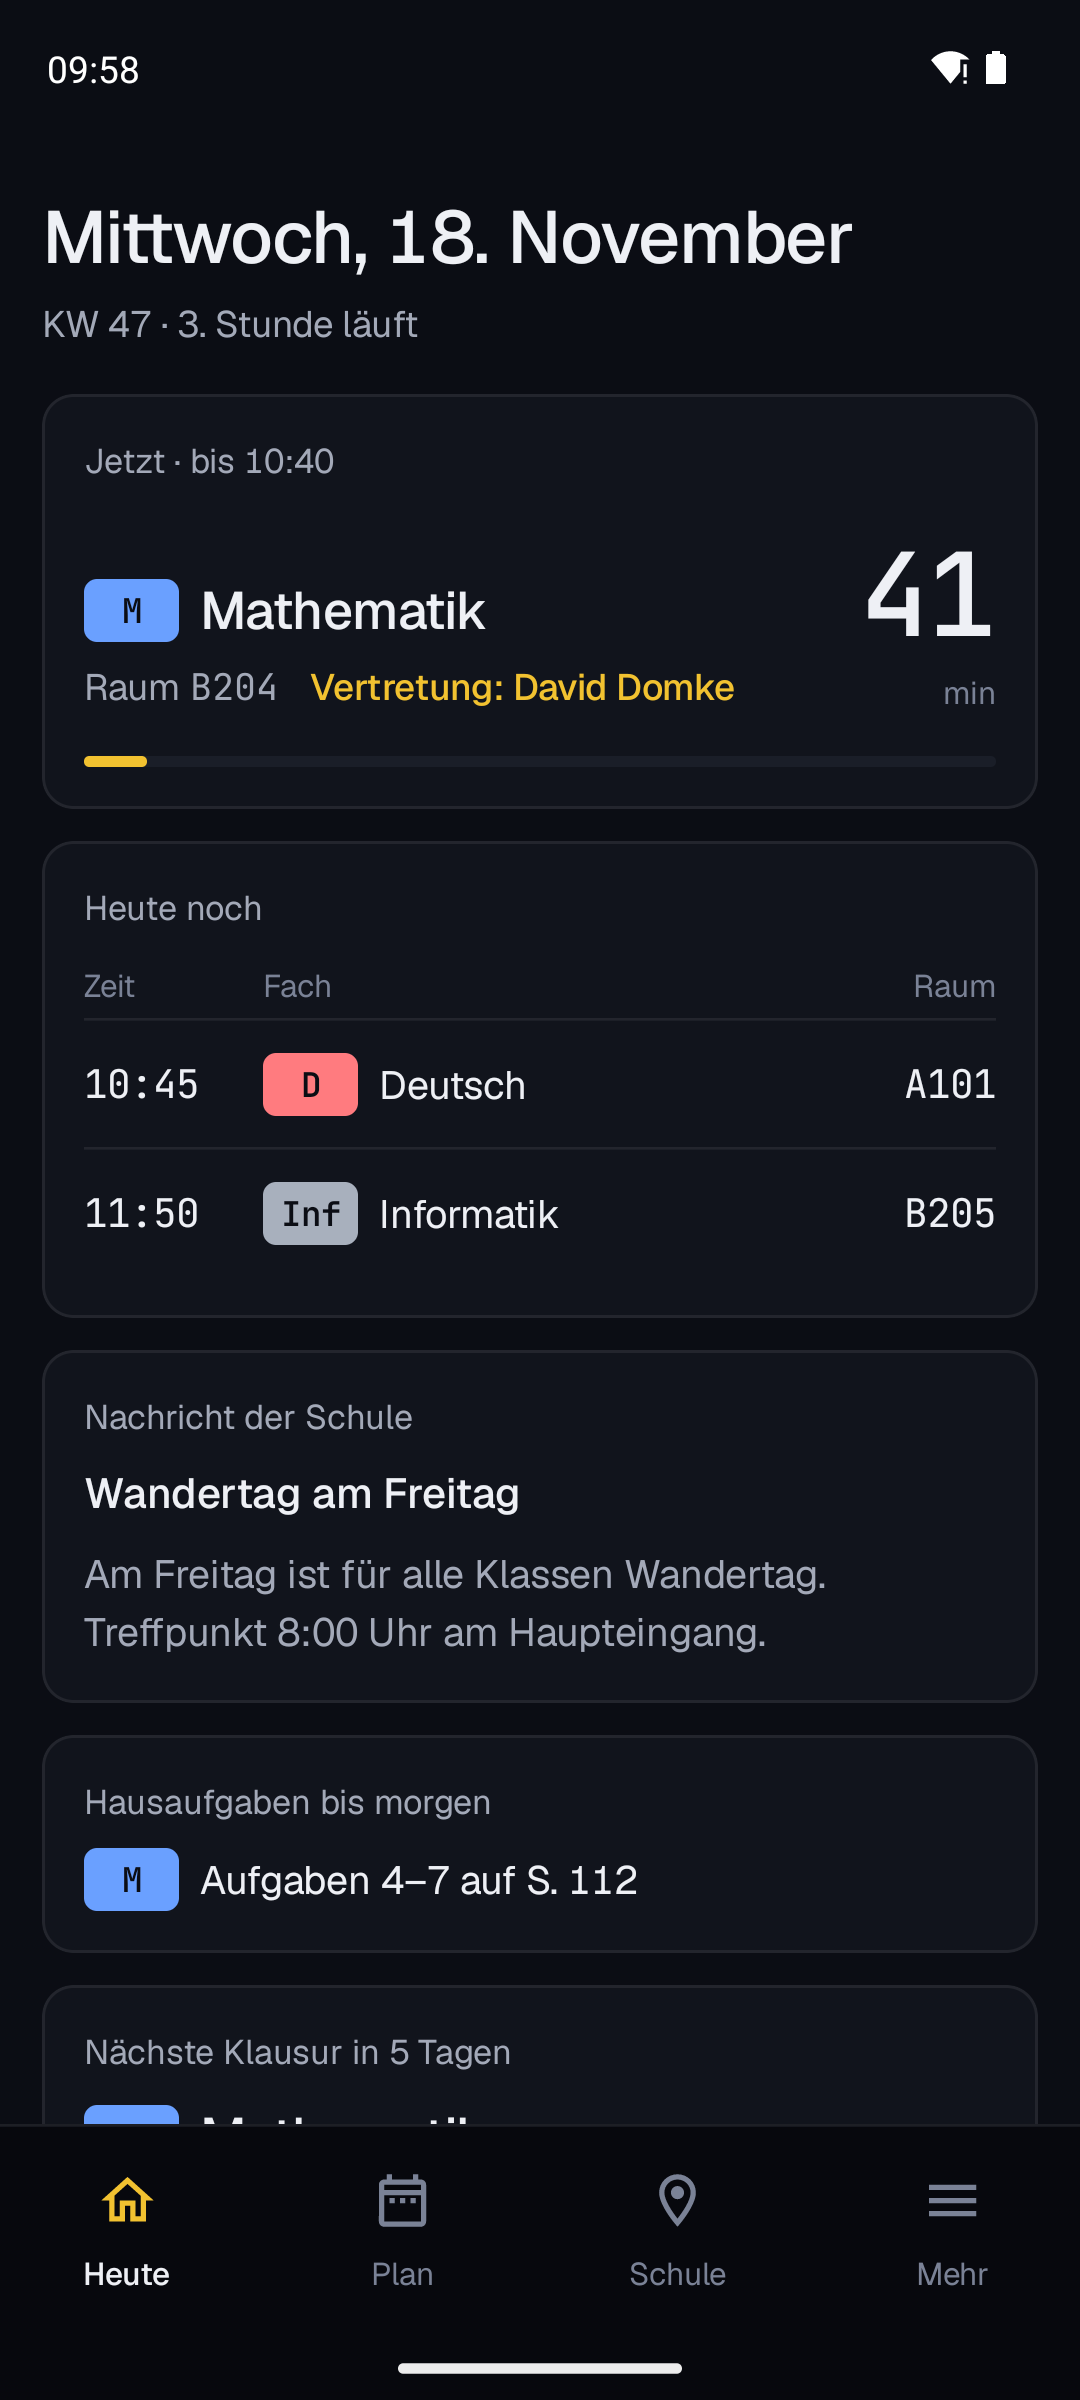 09:58
Mittwoch, 18. November
KW 47 · 3. Stunde läuft
Jetzt · bis 10:40
M Mathematik 41
Raum B204 Vertretung: David Domke min
Heute noch
Zeit Fach Raum
10:45 D Deutsch A101
11:50 Inf Informatik B205
Nachricht der Schule
Wandertag am Freitag
Am Freitag ist für alle Klassen Wandertag.
Treffpunkt 8:00 Uhr am Haupteingang.
Hausaufgaben bis morgen
M Aufgaben 4–7 auf S. 112
Nächste Klausur in 5 Tagen
Heute Plan Schule Mehr